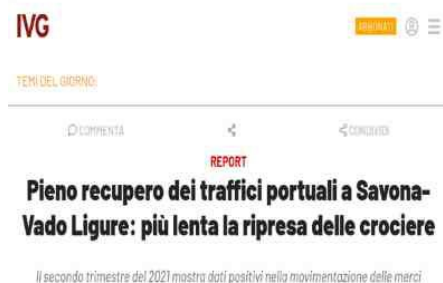 IVG
ABBONATI
TEMI DEL GIORNO:
COMMENTA
CONDIVIDI
REPORT
Pieno recupero dei traffici portuali a Savona-
Vado Ligure: più lenta la ripresa delle crociere
Il secondo trimestre del 2021 mostra dati positivi nella movimentazione delle merci